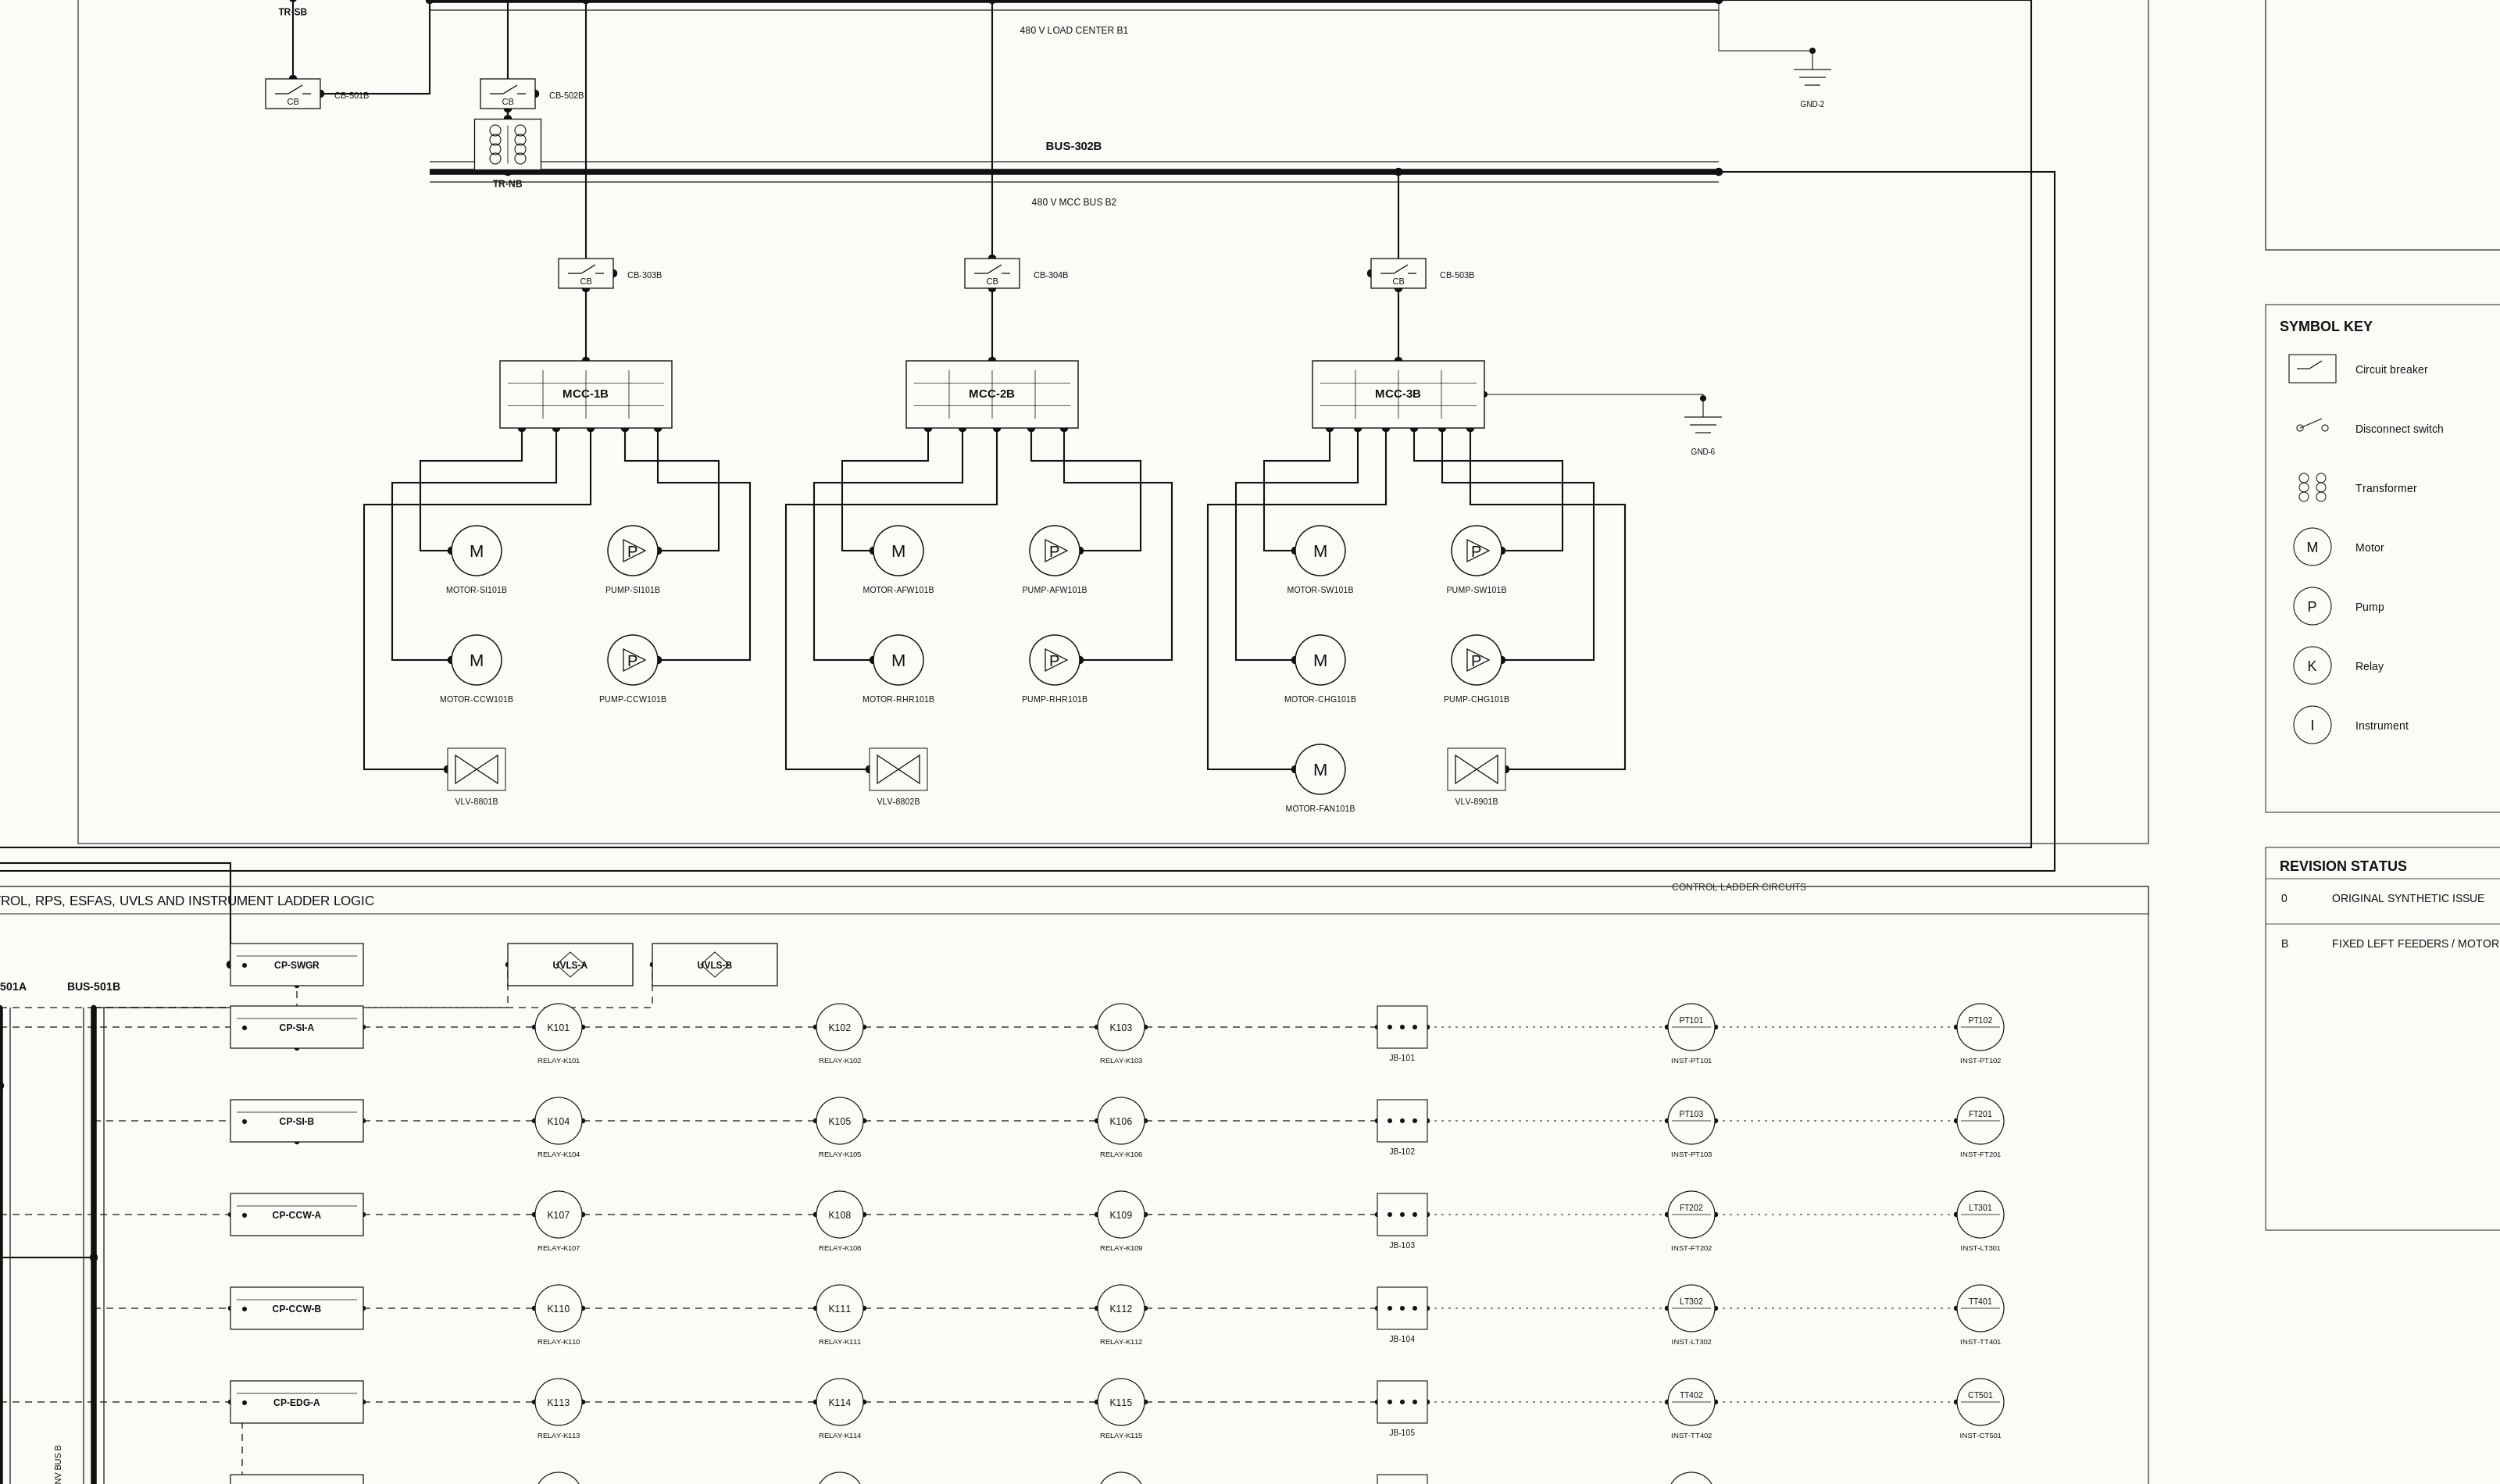 TR-SB
480 V LOAD CENTER B1
CB
CB-501B
CB
CB-502B
GND-2
BUS-302B
TR-NB
480 V MCC BUS B2
CB
CB-303B
CB
CB-304B
CB
CB-503B
SYMBOL KEY
Circuit breaker
Disconnect switch
Transformer
M
Motor
P
Pump
K
Relay
I
Instrument
MCC-1B
MCC-2B
MCC-3B
GND-6
M
P
M
P
M
P
MOTOR-SI101B
PUMP-SI101B
MOTOR-AFW101B
PUMP-AFW101B
MOTOR-SW101B
PUMP-SW101B
M
P
M
P
M
P
MOTOR-CCW101B
PUMP-CCW101B
MOTOR-RHR101B
PUMP-RHR101B
MOTOR-CHG101B
PUMP-CHG101B
M
VLV-8801B
VLV-8802B
MOTOR-FAN101B
VLV-8901B
REVISION STATUS
0
ORIGINAL SYNTHETIC ISSUE
B
FIXED LEFT FEEDERS / MOTOR
CONTROL LADDER CIRCUITS
ROL, RPS, ESFAS, UVLS AND INSTRUMENT LADDER LOGIC
CP-SWGR
UVLS-A
UVLS-B
501A
BUS-501B
CP-SI-A
K101
K102
K103
PT101
PT102
RELAY-K101
RELAY-K102
RELAY-K103
JB-101
INST-PT101
INST-PT102
CP-SI-B
K104
K105
K106
PT103
FT201
RELAY-K104
RELAY-K105
RELAY-K106
JB-102
INST-PT103
INST-FT201
CP-CCW-A
K107
K108
K109
FT202
LT301
RELAY-K107
RELAY-K108
RELAY-K109
JB-103
INST-FT202
INST-LT301
CP-CCW-B
K110
K111
K112
LT302
TT401
RELAY-K110
RELAY-K111
RELAY-K112
JB-104
INST-LT302
INST-TT401
CP-EDG-A
K113
K114
K115
TT402
CT501
RELAY-K113
RELAY-K114
RELAY-K115
JB-105
INST-TT402
INST-CT501
NV BUS B